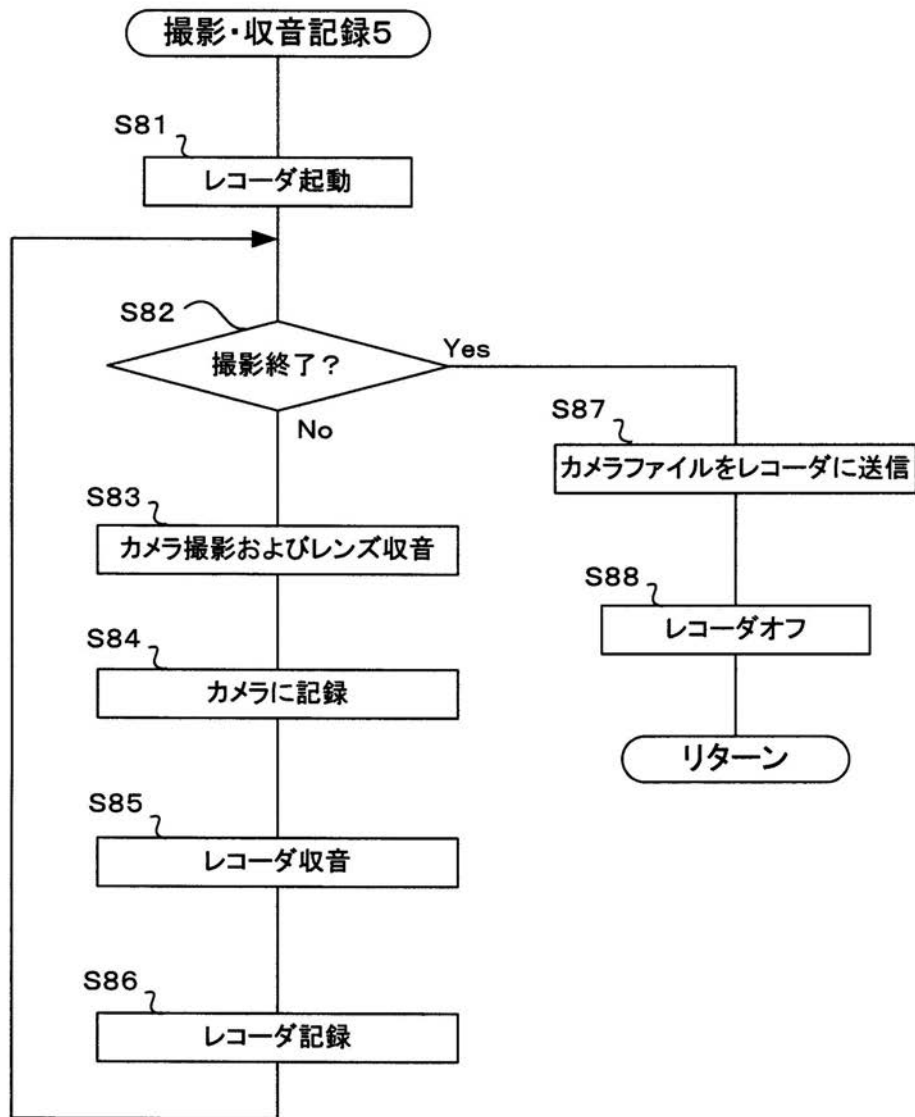 撮影・収音記録5
S81
レコーダ起動
S82
撮影終了?
Yes
No
S83
カメラ撮影およびレンズ収音
S84
カメラに記録
S85
レコーダ収音
S86
レコーダ記録
S87
カメラファイルをレコーダに送信
S88
レコーダオフ
リターン